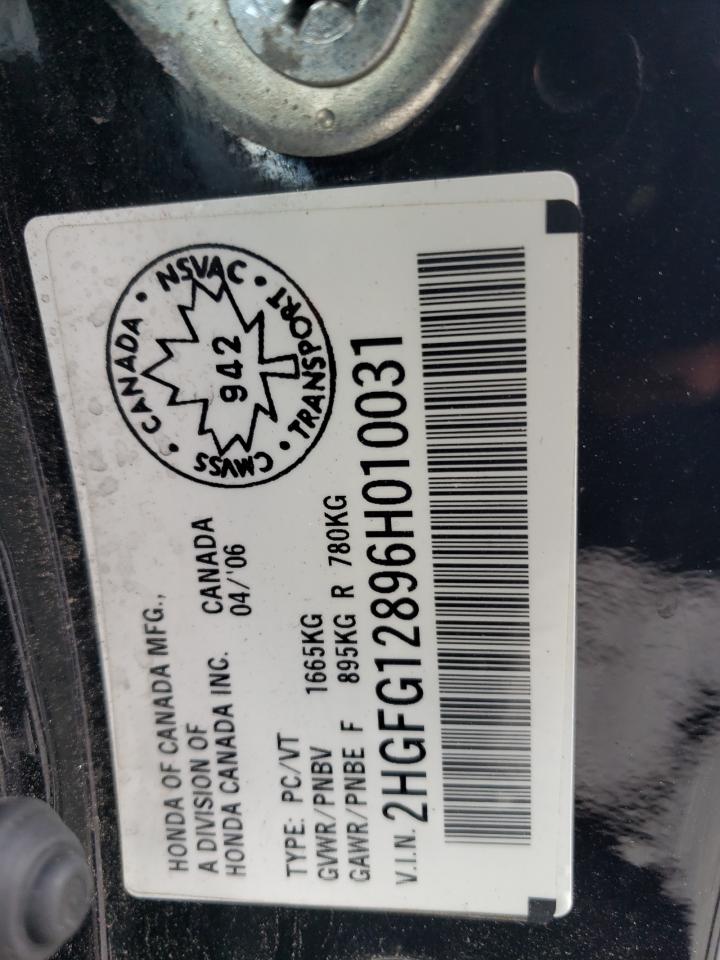 HONDA OF CANADA MFG.,
A DIVISION OF
HONDA CANADA INC. CANADA
04/'06
TYPE: PC/VT
GVWR/PNBV 1665KG
GAWR/PNBE F 895KG R 780KG
V.I.N. 2HGFG12896H010031
CANADA • NSVAC • TRANSPORT • CMVSS •
942